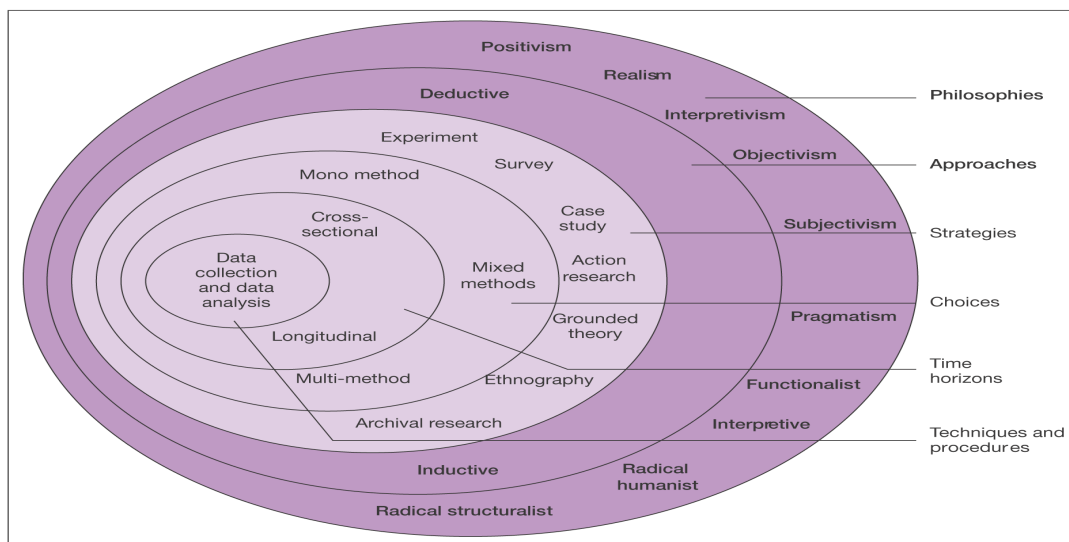 Positivism
Realism
Deductive
Philosophies
Interpretivism
Experiment
Objectivism
Survey
Approaches
Mono method
Case
study
Cross-
sectional
Subjectivism
Strategies
Data
collection
and data
analysis
Mixed
methods
Action
research
Choices
Grounded
theory
Pragmatism
Longitudinal
Time
horizons
Multi-method
Ethnography
Functionalist
Archival research
Interpretive
Techniques and
procedures
Inductive
Radical
humanist
Radical structuralist